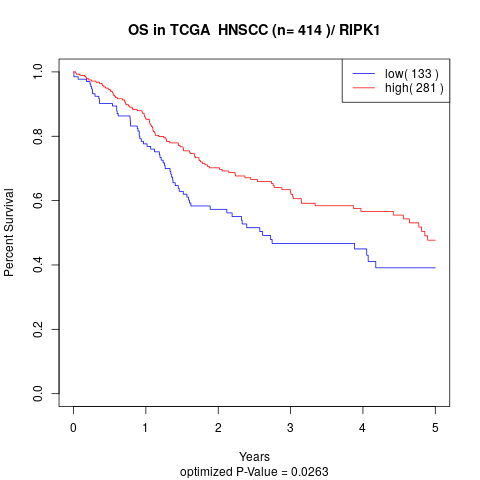 OS in TCGA  HNSCC (n= 414 )/ RIPK1
low( 133 )
high( 281 )
Percent Survival
1.0
0.8
0.6
0.4
0.2
0.0
0 1 2 3 4 5
Years
optimized P-Value = 0.0263